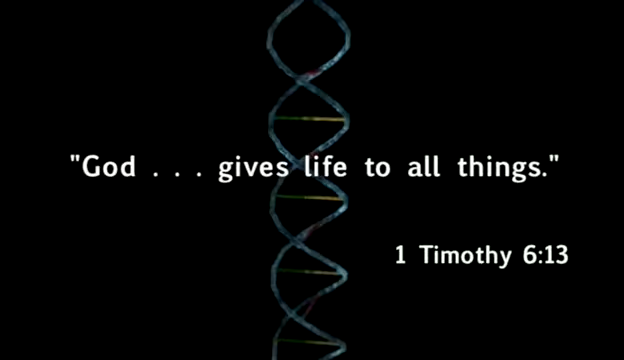 "God . . . gives life to all things."
1 Timothy 6:13